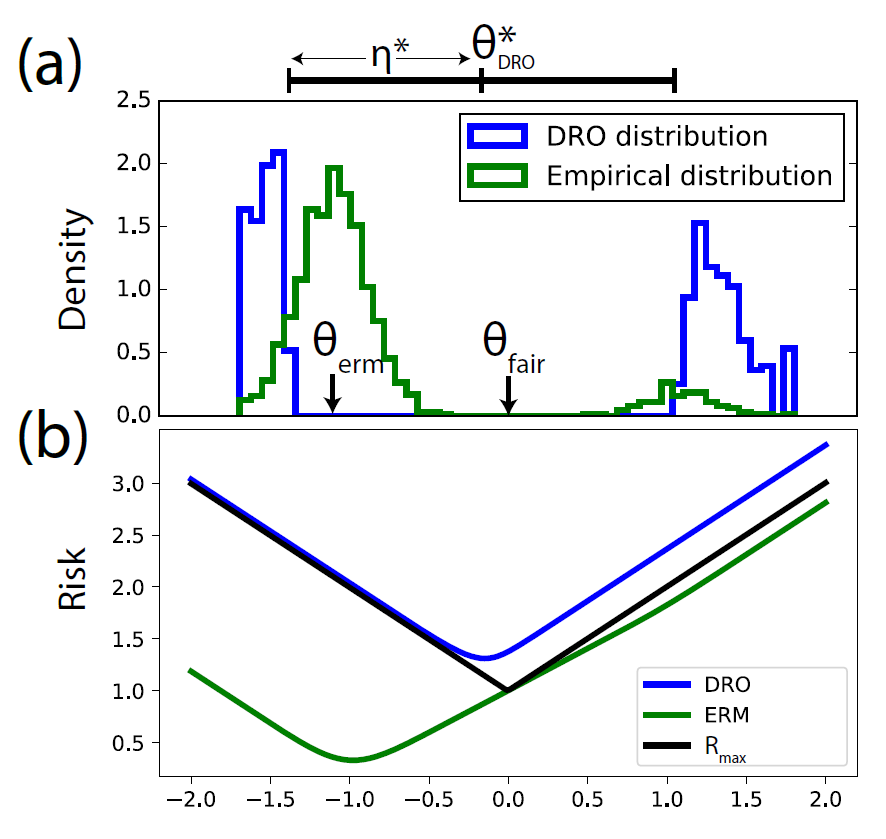 (a)
η*
θ*DRO
2.5
2.0
1.5
1.0
0.5
0.0
Density
DRO distribution
Empirical distribution
θerm
θfair
(b)
3.0
2.5
2.0
1.5
1.0
0.5
Risk
DRO
ERM
Rmax
−2.0 −1.5 −1.0 −0.5 0.0 0.5 1.0 1.5 2.0